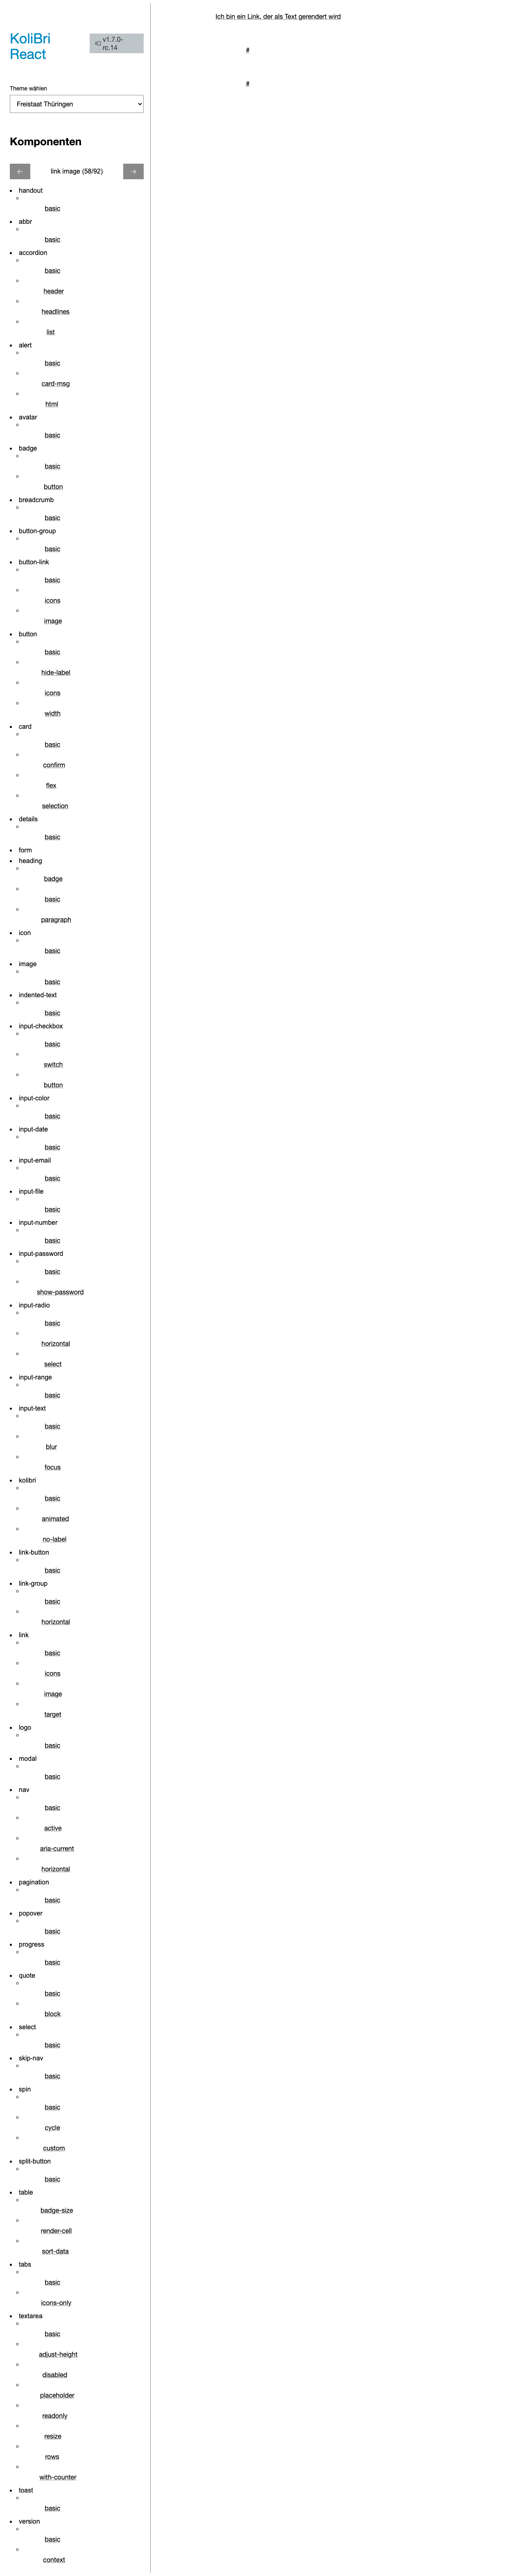 KoliBri
React
v1.7.0-
rc.14
Theme wählen
Freistaat Thüringen
Komponenten
←
link image (58/92)
→
handout
basic
abbr
basic
accordion
basic
header
headlines
list
alert
basic
card-msg
html
avatar
basic
badge
basic
button
breadcrumb
basic
button-group
basic
button-link
basic
icons
image
button
basic
hide-label
icons
width
card
basic
confirm
flex
selection
details
basic
form
heading
badge
basic
paragraph
icon
basic
image
basic
indented-text
basic
input-checkbox
basic
switch
button
input-color
basic
input-date
basic
input-email
basic
input-file
basic
input-number
basic
input-password
basic
show-password
input-radio
basic
horizontal
select
input-range
basic
input-text
basic
blur
focus
kolibri
basic
animated
no-label
link-button
basic
link-group
basic
horizontal
link
basic
icons
image
target
logo
basic
modal
basic
nav
basic
active
aria-current
horizontal
pagination
basic
popover
basic
progress
basic
quote
basic
block
select
basic
skip-nav
basic
spin
basic
cycle
custom
split-button
basic
table
badge-size
render-cell
sort-data
tabs
basic
icons-only
textarea
basic
adjust-height
disabled
placeholder
readonly
resize
rows
with-counter
toast
basic
version
basic
context
Ich bin ein Link, der als Text gerendert wird
#
#